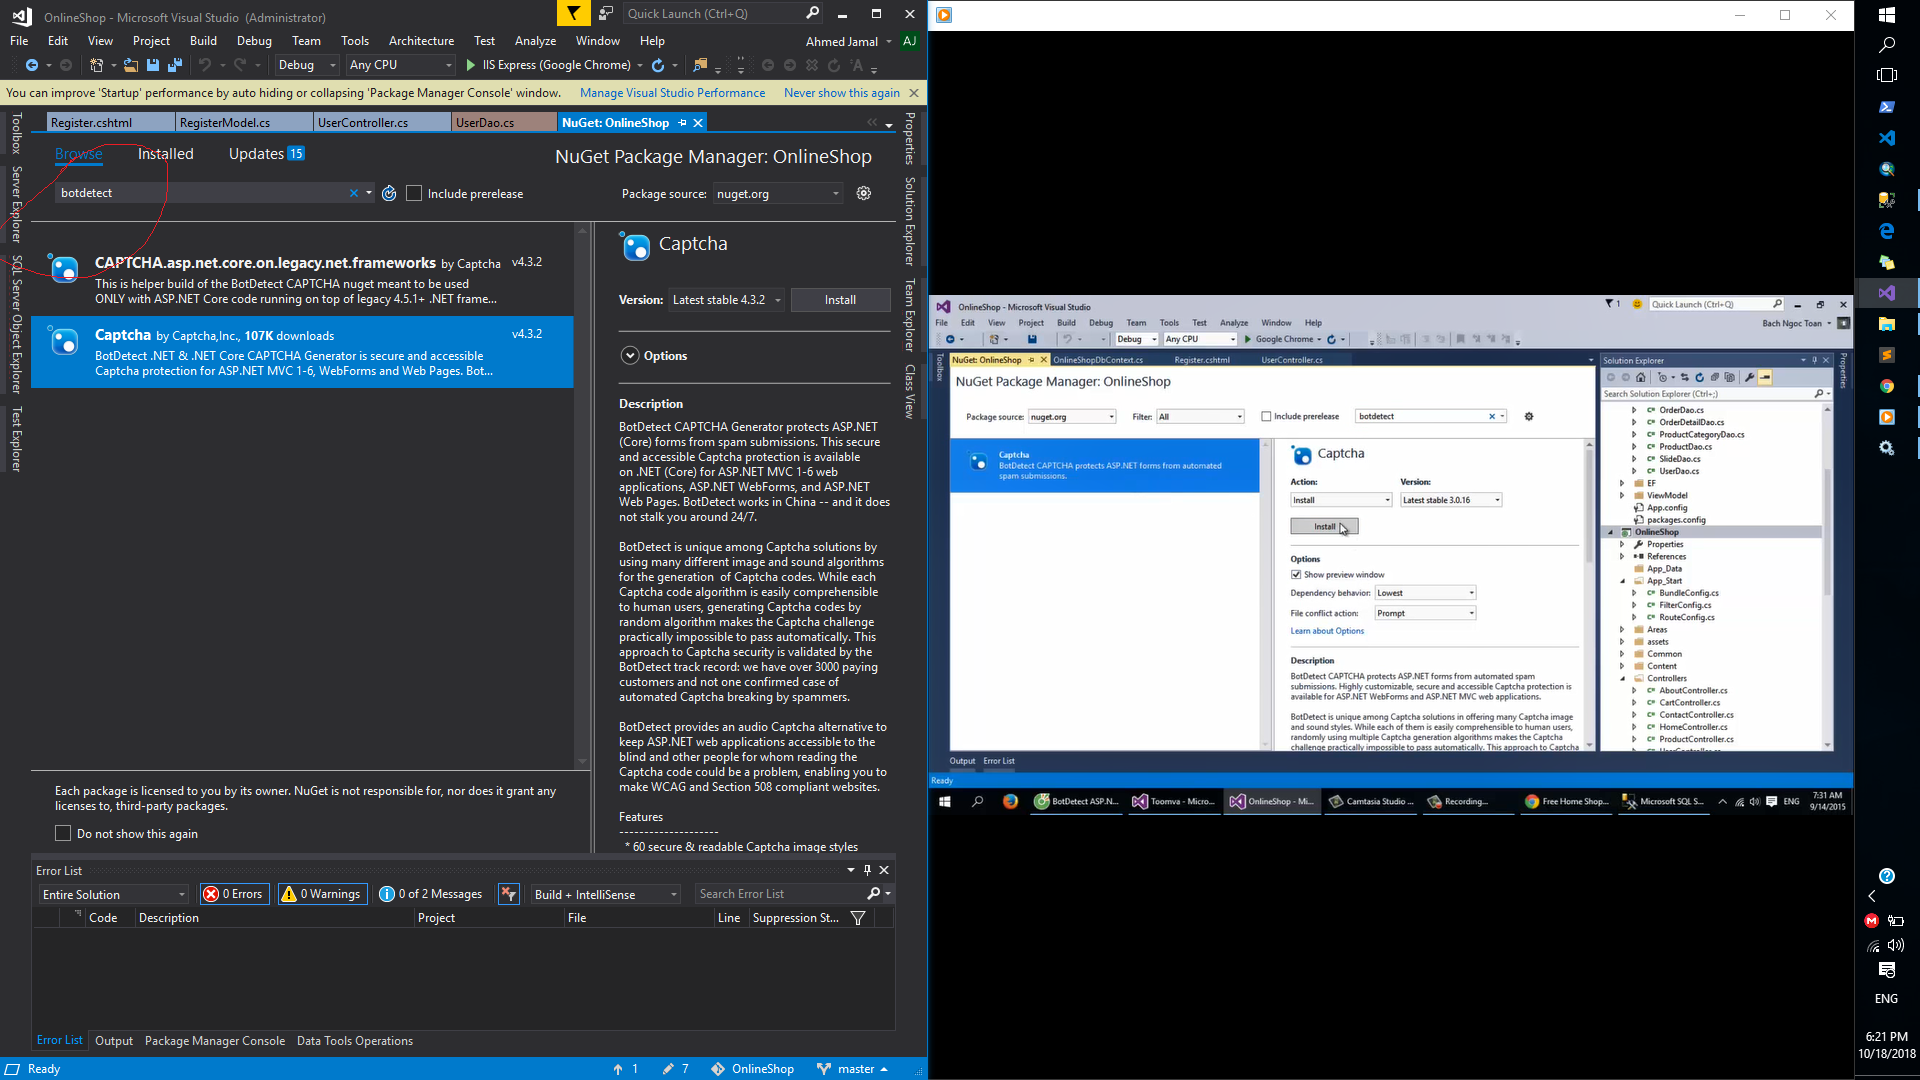 OnlineShop - Microsoft Visual Studio (Administrator)
Quick Launch (Ctrl+Q)
File Edit View Project Build Debug Team Tools Architecture Test Analyze Window Help
Ahmed Jamal AJ
Debug Any CPU IIS Express (Google Chrome)
You can improve 'Startup' performance by auto hiding or collapsing 'Package Manager Console' window. Manage Visual Studio Performance Never show this again
Register.cshtml RegisterModel.cs UserController.cs UserDao.cs NuGet: OnlineShop
Toolbox
Server Explorer
SQL Server Object Explorer
Test Explorer
Browse Installed Updates 15
NuGet Package Manager: OnlineShop
botdetect
Include prerelease
Package source: nuget.org
CAPTCHA.asp.net.core.on.legacy.net.frameworks by Captcha v4.3.2
This is helper build of the BotDetect CAPTCHA nuget meant to be used
ONLY with ASP.NET Core code running on top of legacy 4.5.1+ .NET frame...
Captcha by Captcha,Inc, 107K downloads v4.3.2
BotDetect .NET & .NET Core CAPTCHA Generator is secure and accessible
Captcha protection for ASP.NET MVC 1-6, WebForms and Web Pages. Bot...
Each package is licensed to you by its owner. NuGet is not responsible for, nor does it grant any
licenses to, third-party packages.
Do not show this again
Captcha
Version: Latest stable 4.3.2 Install
Options
Description
BotDetect CAPTCHA Generator protects ASP.NET
(Core) forms from spam submissions. This secure
and accessible Captcha protection is available
on .NET (Core) for ASP.NET MVC 1-6 web
applications, ASP.NET WebForms, and ASP.NET
Web Pages. BotDetect works in China -- and it does
not stalk you around 24/7.
BotDetect is unique among Captcha solutions by
using many different image and sound algorithms
for the generation of Captcha codes. While each
Captcha code algorithm is easily comprehensible
to human users, generating Captcha codes by
random algorithm makes the Captcha challenge
practically impossible to pass automatically. This
approach to Captcha security is validated by the
BotDetect track record: we have over 3000 paying
customers and not one confirmed case of
automated Captcha breaking by spammers.
BotDetect provides an audio Captcha alternative to
keep ASP.NET web applications accessible to the
blind and other people for whom reading the
Captcha code could be a problem, enabling you to
make WCAG and Section 508 compliant websites.
Features
--------------------
* 60 secure & readable Captcha image styles
Properties
Solution Explorer
Team Explorer
Class View
Error List
Entire Solution 0 Errors 0 Warnings 0 of 2 Messages Build + IntelliSense Search Error List
Code Description Project File Line Suppression St...
Error List Output Package Manager Console Data Tools Operations
Ready 1 7 OnlineShop master
OnlineShop - Microsoft Visual Studio
1 Quick Launch (Ctrl+Q)
File Edit View Project Build Debug Team Tools Test Analyze Window Help
Bach Ngoc Toan
Debug Any CPU Google Chrome
Toolbox
NuGet: OnlineShop OnlineShopDbContext.cs Register.cshtml UserController.cs
NuGet Package Manager: OnlineShop
Package source: nuget.org Filter: All Include prerelease botdetect
Captcha
BotDetect CAPTCHA protects ASP.NET forms from automated
spam submissions.
Captcha
Action: Version:
Install Latest stable 3.0.16
Install
Options
Show preview window
Dependency behavior: Lowest
File conflict action: Prompt
Learn about Options
Description
BotDetect CAPTCHA protects ASP.NET forms from automated spam
submissions. Highly customizable, secure and accessible Captcha protection is
available for ASP.NET WebForms and ASP.NET MVC web applications.
BotDetect is unique among Captcha solutions in offering many Captcha image
and sound styles. While each of them is easily comprehensible to human users,
randomly using multiple Captcha generation algorithms makes the Captcha
challenge practically impossible to pass automatically. This approach to Captcha
Solution Explorer
Search Solution Explorer (Ctrl+;)
OrderDao.cs
OrderDetailDao.cs
ProductCategoryDao.cs
ProductDao.cs
SlideDao.cs
UserDao.cs
EF
ViewModel
App.config
packages.config
OnlineShop
Properties
References
App_Data
App_Start
BundleConfig.cs
FilterConfig.cs
RouteConfig.cs
Areas
assets
Common
Content
Controllers
AboutController.cs
CartController.cs
ContactController.cs
HomeController.cs
ProductController.cs
UserController.cs
Properties
Output Error List
Ready
BotDetect ASP.N... Toomva - Micro... OnlineShop - Mi... Camtasia Studio ... Recording... Free Home Shop... Microsoft SQL S... ENG
7:31 AM
9/14/2015
ENG
6:21 PM
10/18/2018